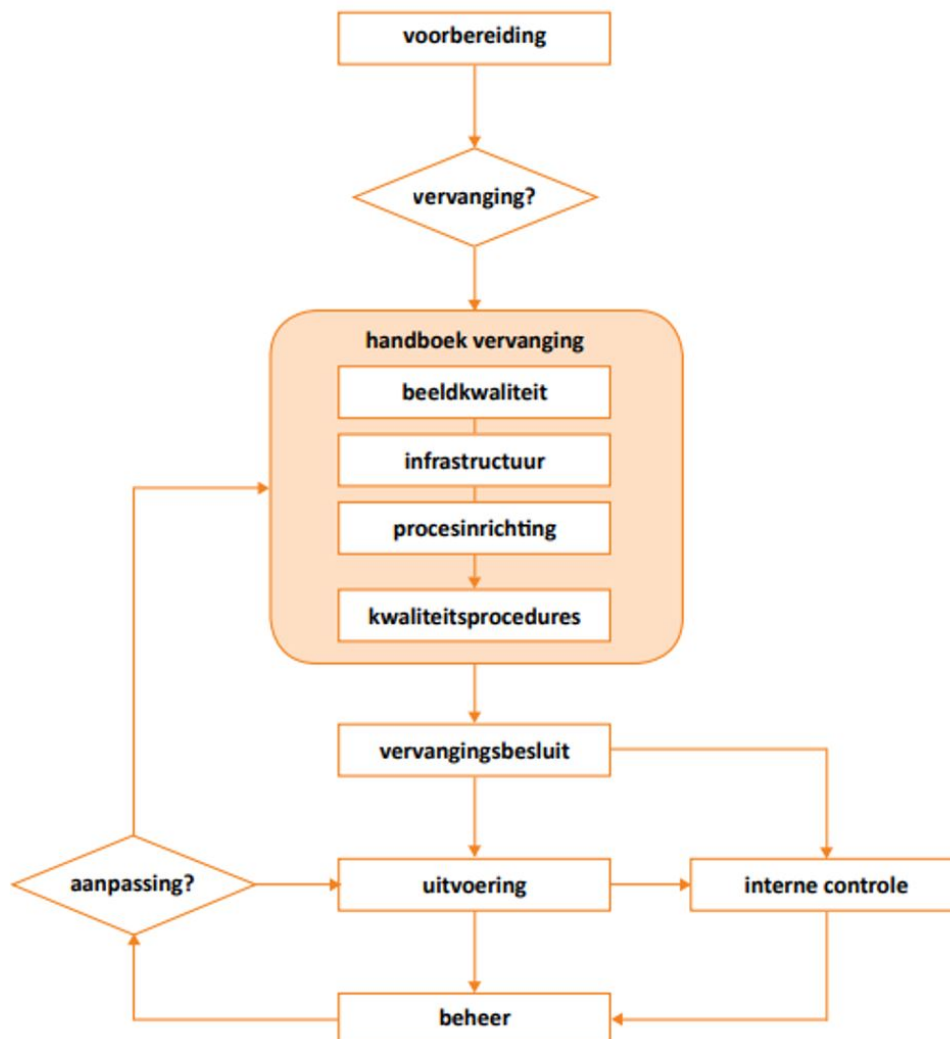 voorbereiding
vervanging?
handboek vervanging
beeldkwaliteit
infrastructuur
procesinrichting
kwaliteitsprocedures
vervangingsbesluit
aanpassing?
uitvoering
interne controle
beheer